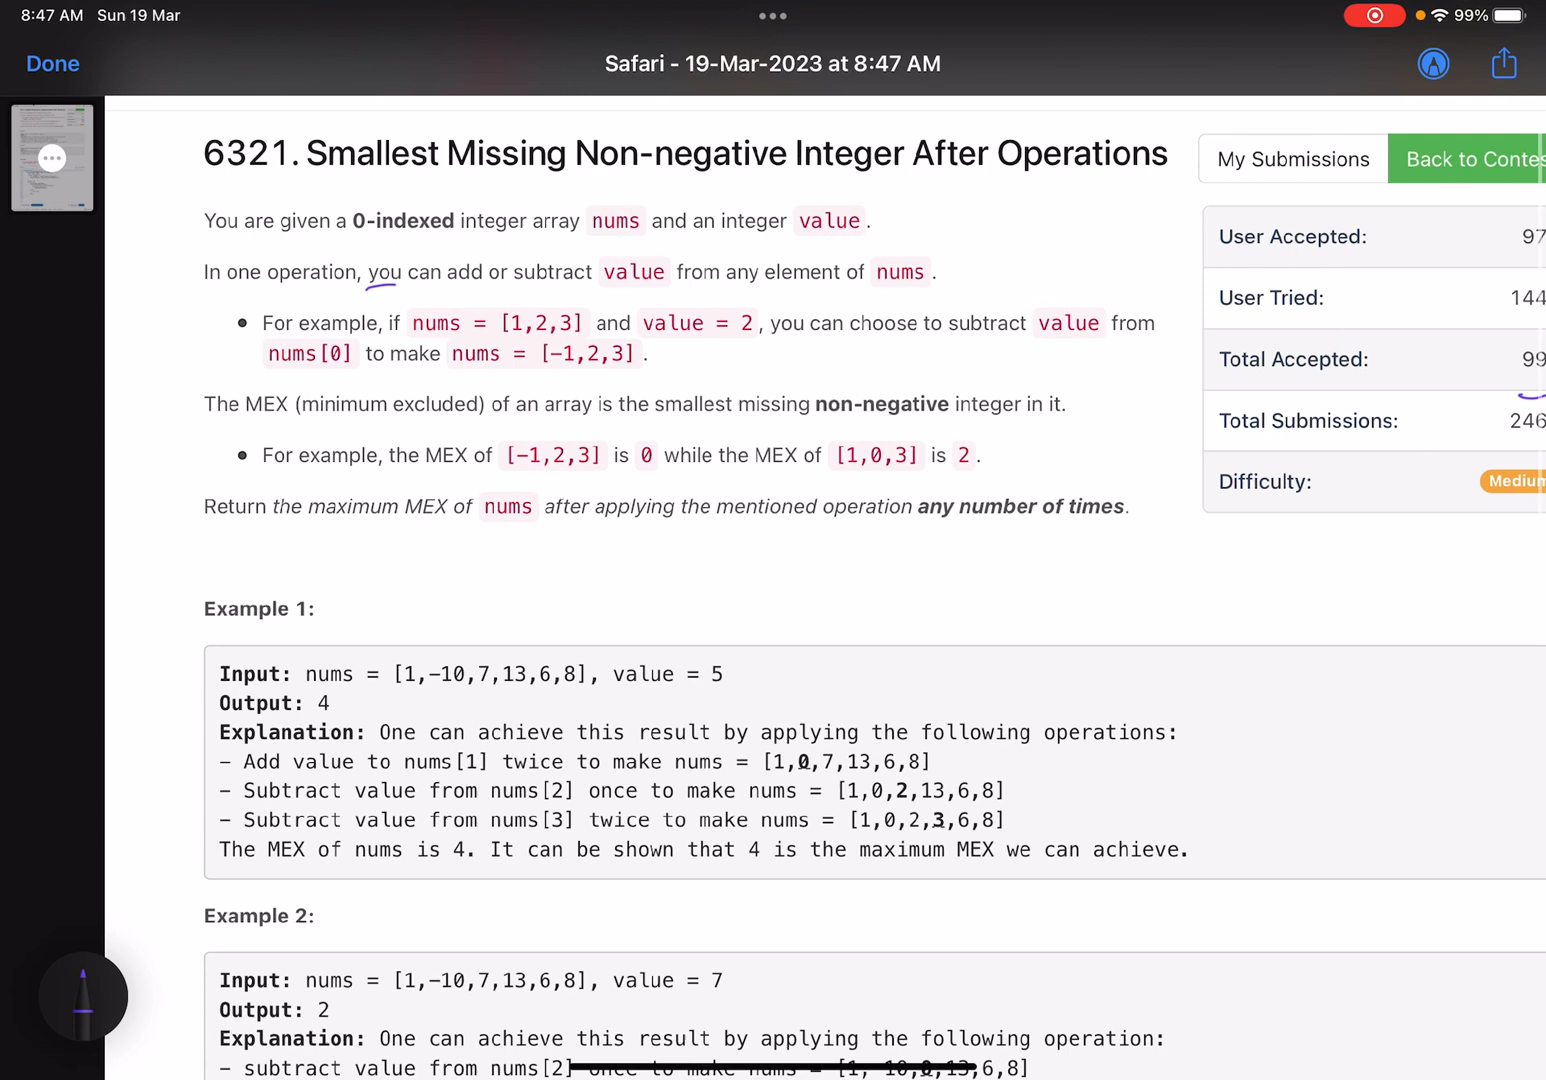 8:47 AM Sun 19 Mar
99%
Done
Safari - 19-Mar-2023 at 8:47 AM
6321. Smallest Missing Non-negative Integer After Operations
My Submissions
Back to
You are given a 0-indexed integer array nums and an integer value.
User Accepted:
In one operation, you can add or subtract value from any element of nums.
User Tried:
For example, if nums = [1,2,3] and value = 2, you can choose to subtract value from
nums[0] to make nums = [-1,2,3].
Total Accepted:
The MEX (minimum excluded) of an array is the smallest missing non-negative integer in it.
Total Submissions:
For example, the MEX of [-1,2,3] is 0 while the MEX of [1,0,3] is 2.
Difficulty:
Medium
Return the maximum MEX of nums after applying the mentioned operation any number of times.
Example 1:
Input: nums = [1,-10,7,13,6,8], value = 5
Output: 4
Explanation: One can achieve this result by applying the following operations:
- Add value to nums[1] twice to make nums = [1,0,7,13,6,8]
- Subtract value from nums[2] once to make nums = [1,0,2,13,6,8]
- Subtract value from nums[3] twice to make nums = [1,0,2,3,6,8]
The MEX of nums is 4. It can be shown that 4 is the maximum MEX we can achieve.
Example 2:
Input: nums = [1,-10,7,13,6,8], value = 7
Output: 2
Explanation: One can achieve this result by applying the following operation:
- subtract value from nums[2] once to make nums = [1,-10,0,13,6,8]